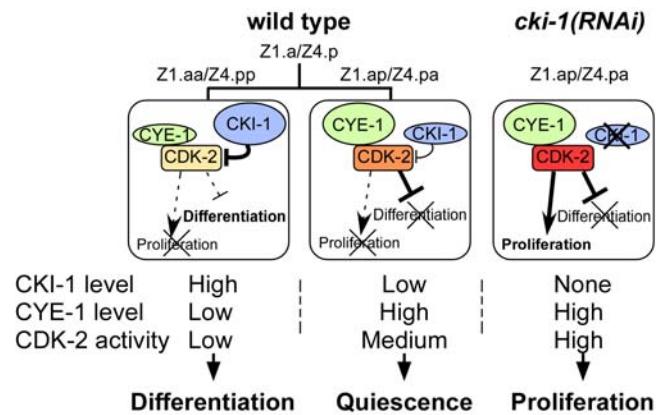 wild type cki-1(RNAi)
Z1.a/Z4.p
Z1.aa/Z4.pp Z1.ap/Z4.pa Z1.ap/Z4.pa
CYE-1 CKI-1 CYE-1 CKI-1 CYE-1 CKI-1
CDK-2 CDK-2 CDK-2
Differentiation Differentiation Differentiation
Proliferation Proliferation Proliferation
CKI-1 level High Low None
CYE-1 level Low High High
CDK-2 activity Low Medium High
Differentiation Quiescence Proliferation